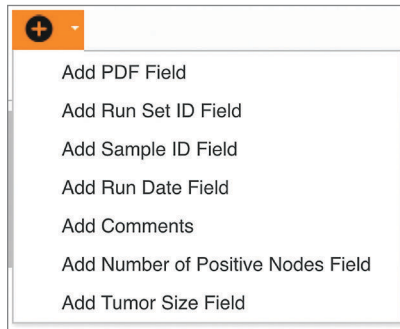 Add PDF Field
Add Run Set ID Field
Add Sample ID Field
Add Run Date Field
Add Comments
Add Number of Positive Nodes Field
Add Tumor Size Field